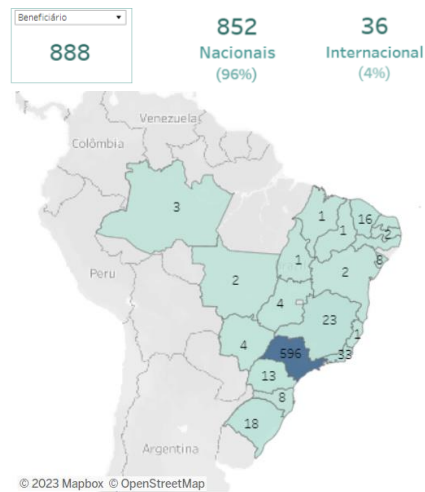 Beneficiário
888
852
Nacionais
(96%)
36
Internacional
(4%)
Venezuela
Colômbia
3
1
16
1
2
8
Peru
2
1
2
4
23
1
4
596
33
13
8
18
Argentina
© 2023 Mapbox © OpenStreetMap